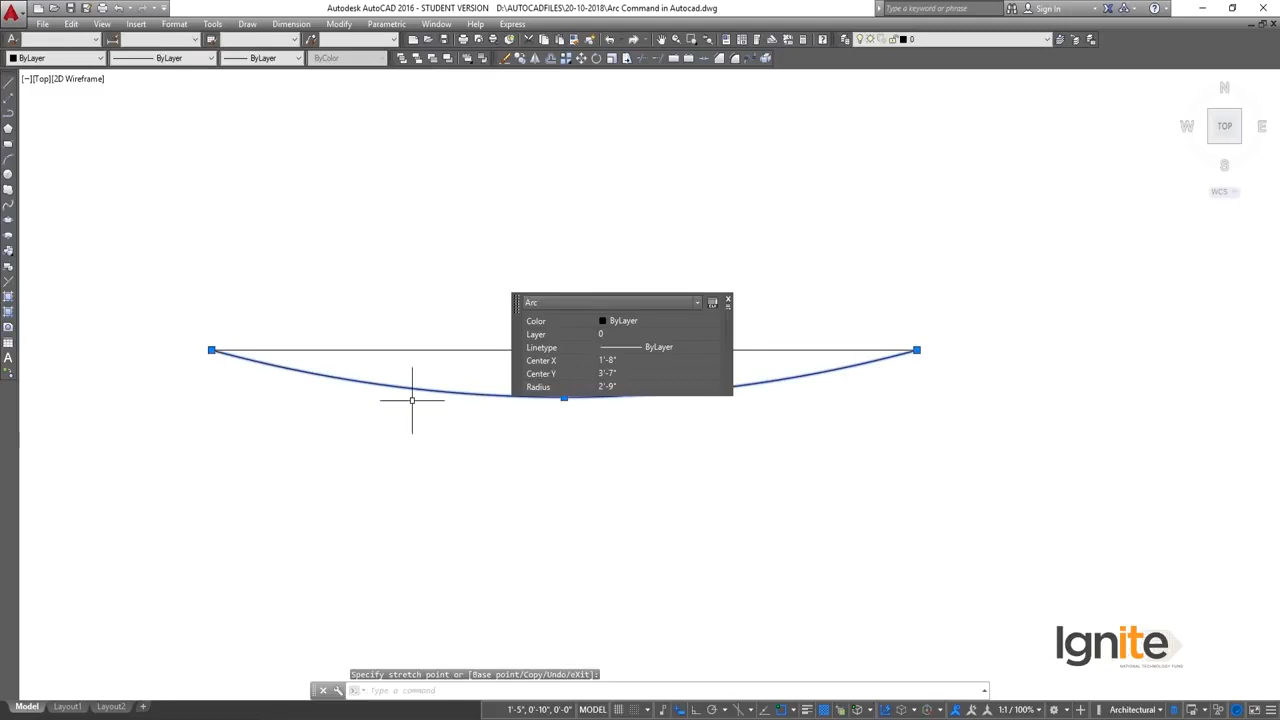 Autodesk AutoCAD 2016 - STUDENT VERSION D:\AUTOCADFILES\20-10-2018\Arc Command in Autocad.dwg
Type a keyword or phrase
Sign In
File Edit View Insert Format Tools Draw Dimension Modify Parametric Window Help Express
0
ByLayer ByLayer ByLayer ByColor
[−][Top][2D Wireframe]
N
W TOP E
S
WCS
Arc
Color ByLayer
Layer 0
Linetype ByLayer
Center X 1'-8"
Center Y 3'-7"
Radius 2'-9"
Ignite
NATIONAL TECHNOLOGY FUND
Specify stretch point or [Base point/Copy/Undo/eXit]:
Type a command
Model Layout1 Layout2 +
1'-5", 0'-10", 0'-0" MODEL 1:1 / 100% Architectural